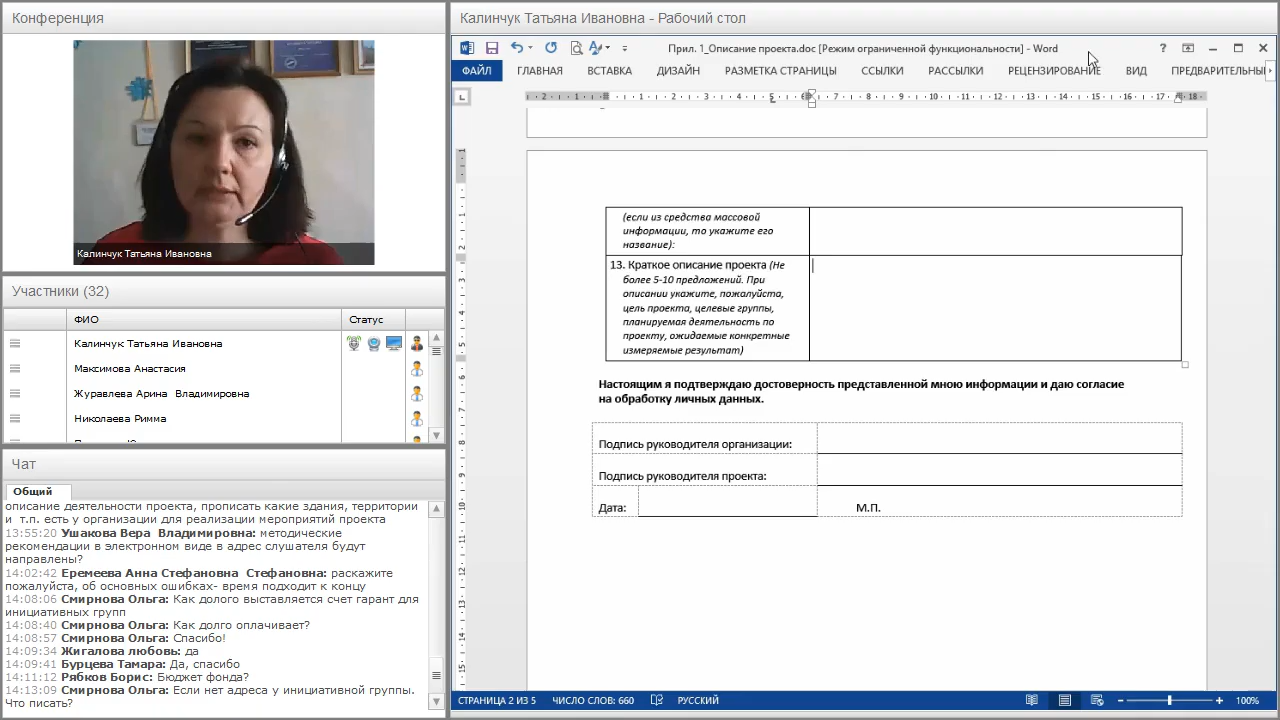 Конференция
Калинчук Татьяна Ивановна
Участники (32)
ФИО
Статус
Калинчук Татьяна Ивановна
Максимова Анастасия
Журавлева Арина Владимировна
Николаева Римма
Чат
Общий
описание деятельности проекта, прописать какие здания, территории
и т.п. есть у организации для реализации мероприятий проекта
13:55:20 Ушакова Вера Владимировна: методические
рекомендации в электронном виде в адрес слушателя будут
направлены?
14:02:42 Еремеева Анна Стефановна Стефановна: раскажите
пожалуйста, об основных ошибках- время подходит к концу
14:08:06 Смирнова Ольга: Как долого выставляется счет гарант для
инициативных групп
14:08:40 Смирнова Ольга: Как долго оплачивает?
14:08:57 Смирнова Ольга: Спасибо!
14:09:34 Жигалова любовь: да
14:09:41 Бурцева Тамара: Да, спасибо
14:11:12 Рябков Борис: Бюджет фонда?
14:13:09 Смирнова Ольга: Если нет адреса у инициативной группы.
Что писать?
Калинчук Татьяна Ивановна - Рабочий стол
Прил. 1_Описание проекта.doc [Режим ограниченной функциональности] - Word
ФАЙЛ ГЛАВНАЯ ВСТАВКА ДИЗАЙН РАЗМЕТКА СТРАНИЦЫ ССЫЛКИ РАССЫЛКИ РЕЦЕНЗИРОВАНИЕ ВИД ПРЕДВАРИТЕЛЬНЫ
(если из средства массовой
информации, то укажите его
название):
13. Краткое описание проекта (Не
более 5-10 предложений. При
описании укажите, пожалуйста,
цель проекта, целевые группы,
планируемая деятельность по
проекту, ожидаемые конкретные
измеряемые результат)
Настоящим я подтверждаю достоверность представленной мною информации и даю согласие
на обработку личных данных.
Подпись руководителя организации:
Подпись руководителя проекта:
Дата: М.П.
СТРАНИЦА 2 ИЗ 5 ЧИСЛО СЛОВ: 660 РУССКИЙ 100%